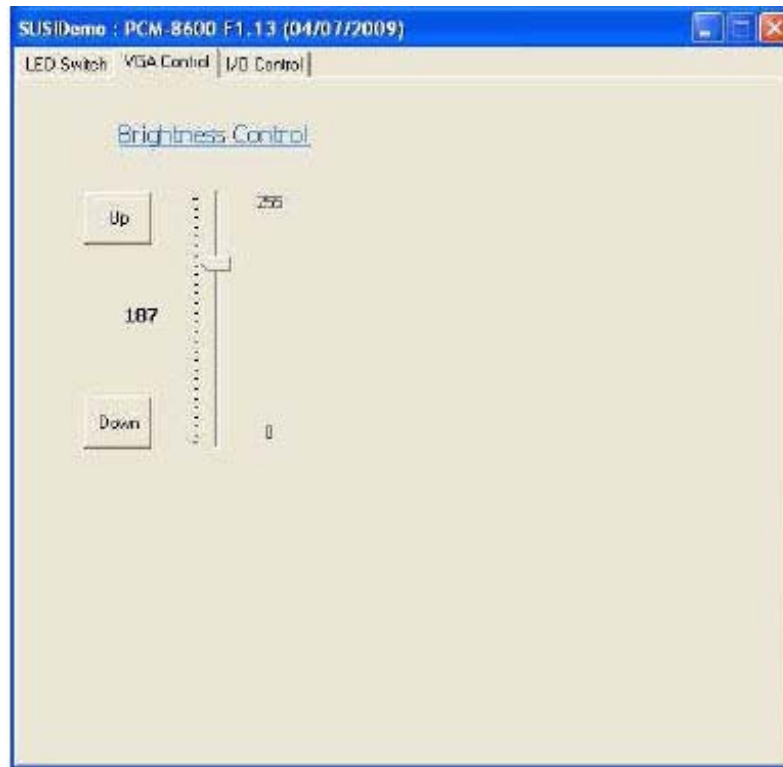 SUSIDemo : PCM-8600 F1.13 (04/07/2009)
LED Switch VGA Control I/O Control
Brightness Control
Up
255
187
Down
0